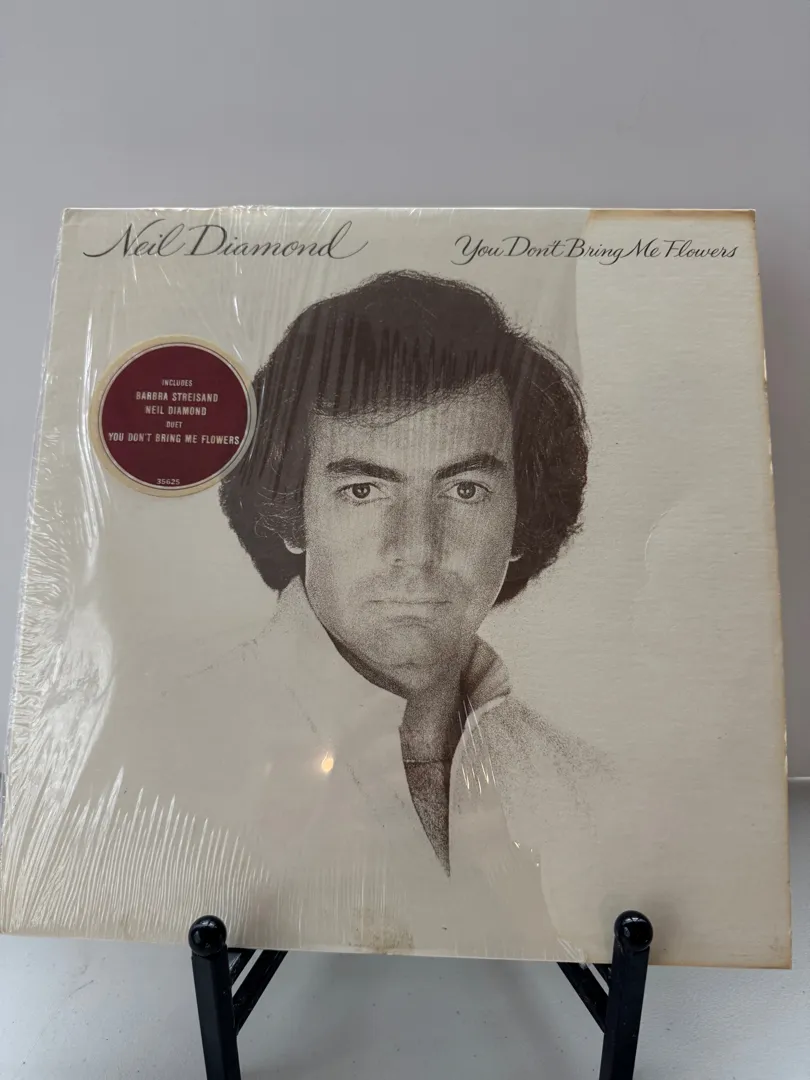 Neil Diamond
You Don't Bring Me Flowers
INCLUDES
BARBRA STREISAND
NEIL DIAMOND
DUET
YOU DON'T BRING ME FLOWERS
35625